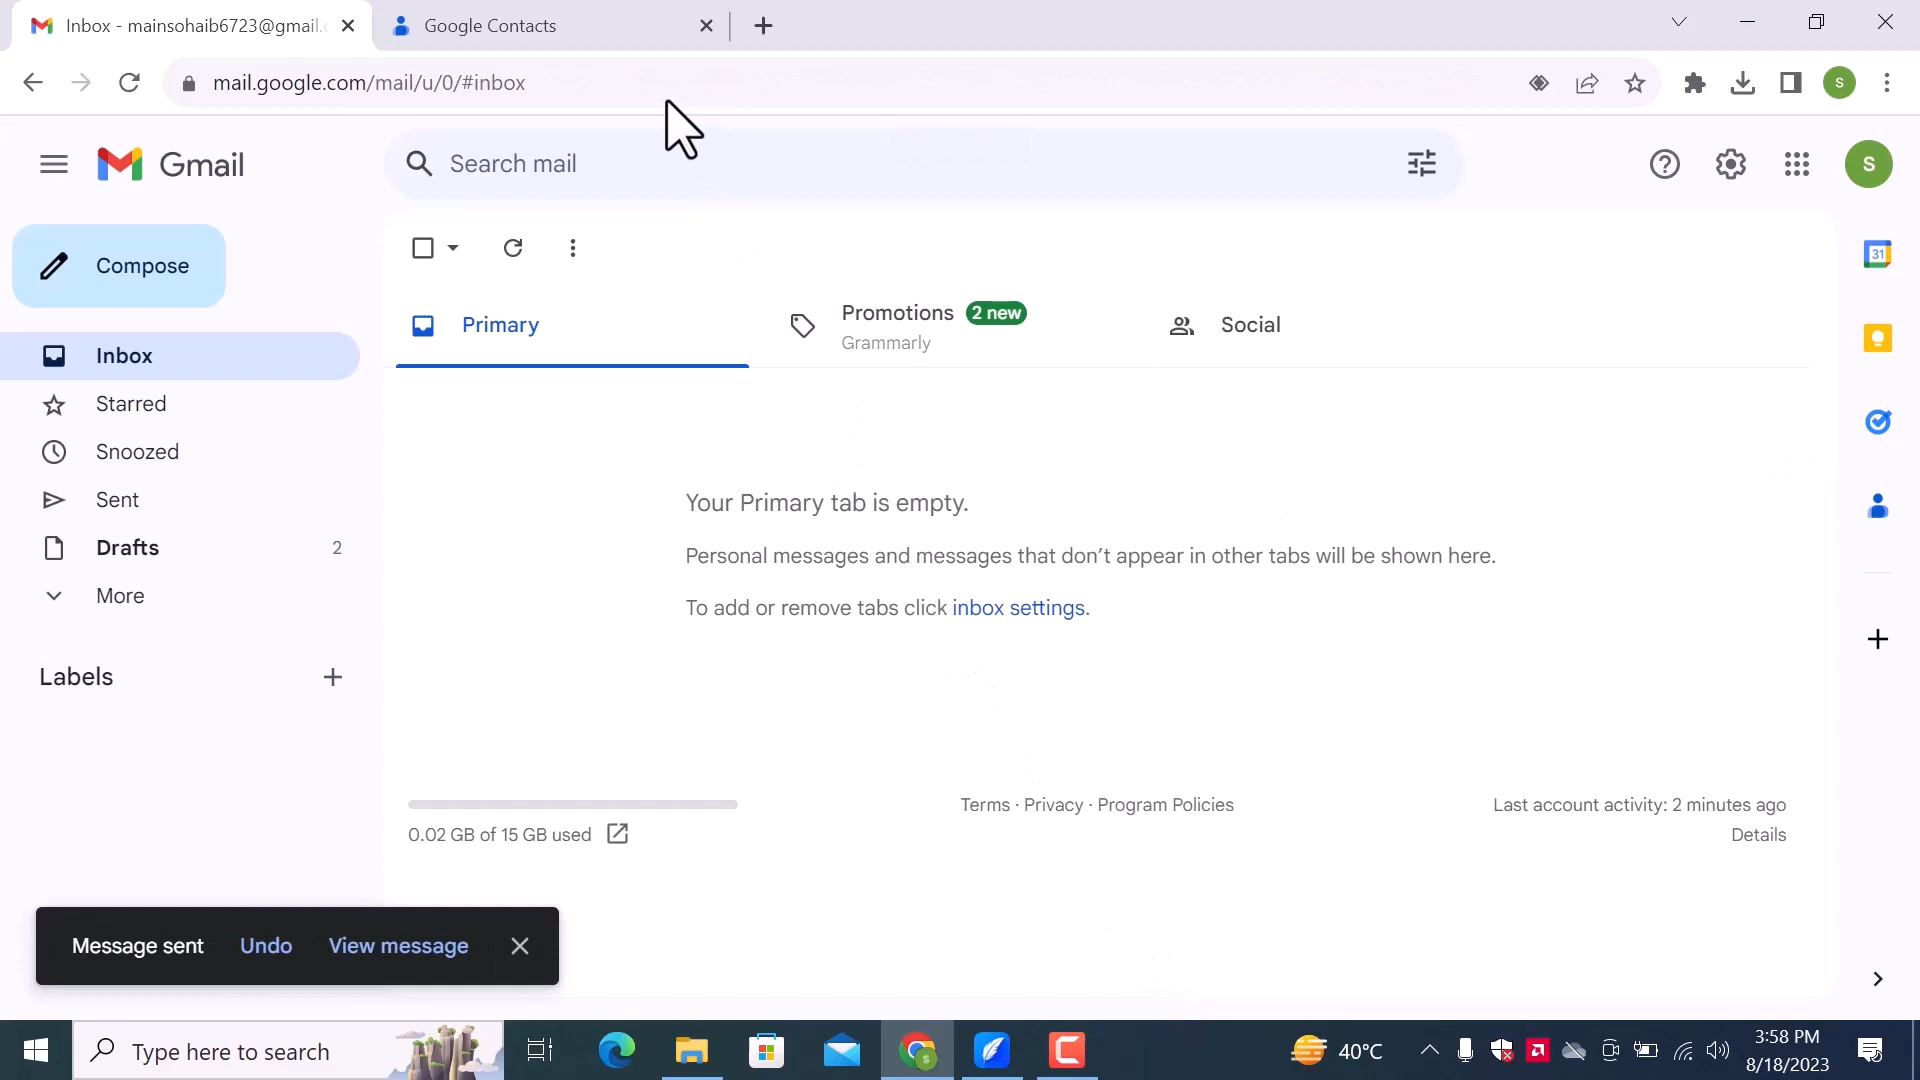 Inbox - mainsohaib6723@gmail.c
Google Contacts
mail.google.com/mail/u/0/#inbox
S
Gmail
Search mail
S
Compose
Inbox
Starred
Snoozed
Sent
Drafts 2
More
Labels
Primary
Promotions 2 new
Grammarly
Social
31
Your Primary tab is empty.
Personal messages and messages that don’t appear in other tabs will be shown here.
To add or remove tabs click inbox settings.
0.02 GB of 15 GB used
Terms · Privacy · Program Policies
Last account activity: 2 minutes ago
Details
Message sent Undo View message
Type here to search
40°C
3:58 PM
8/18/2023